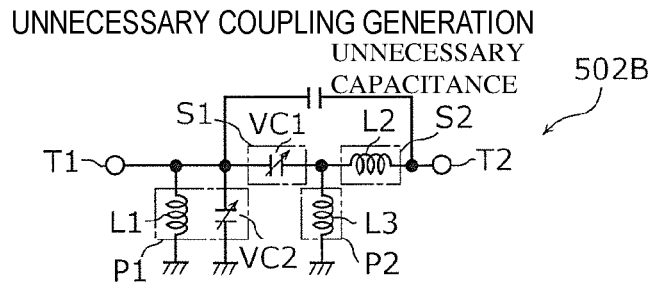 UNNECESSARY COUPLING GENERATION
UNNECESSARY
CAPACITANCE
502B
S1
VC1
L2
S2
T1
T2
L1
VC2
L3
P1
P2